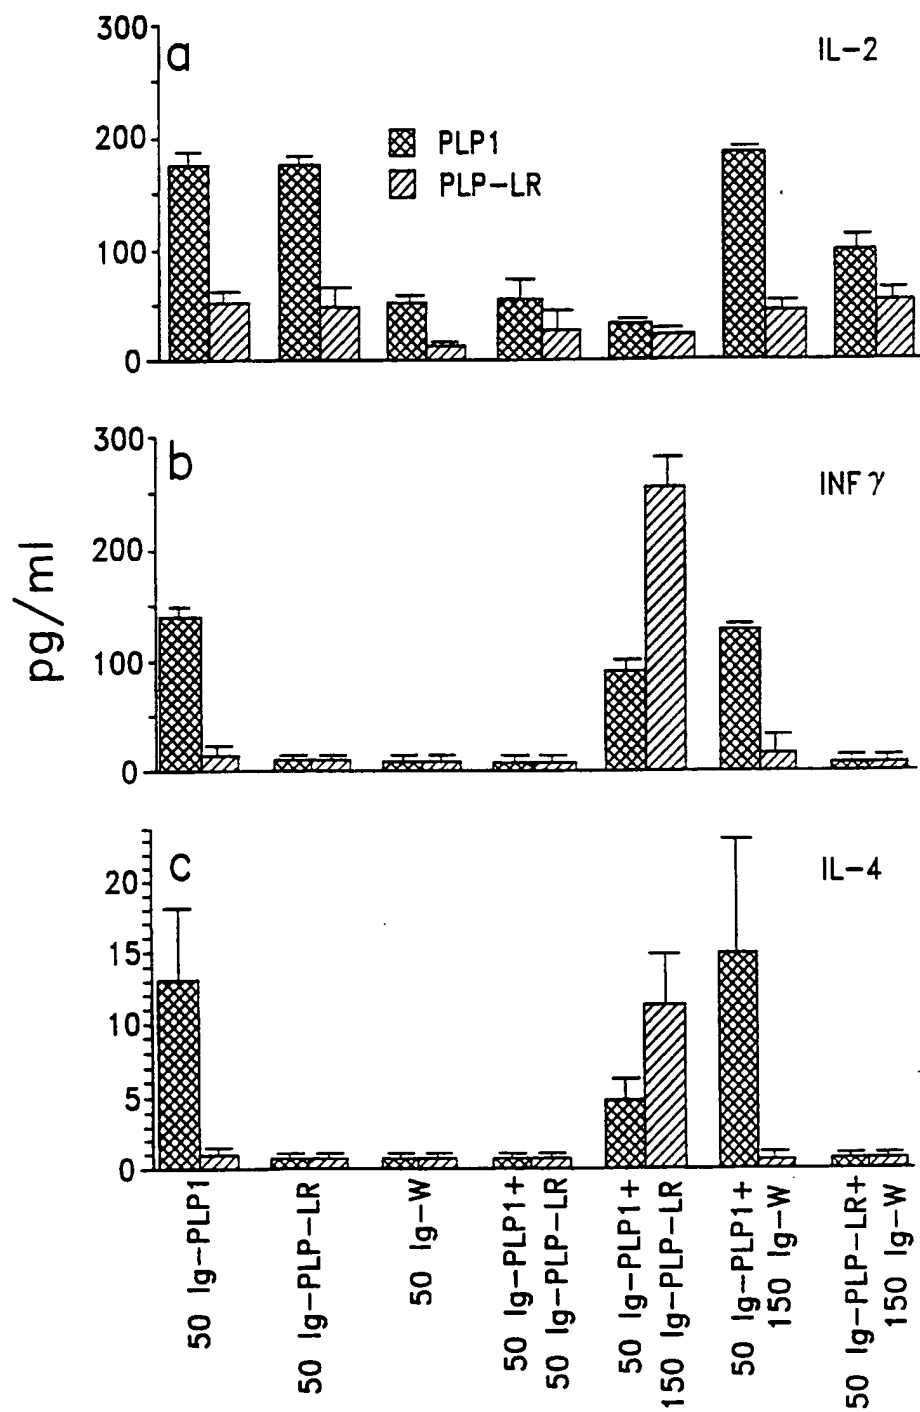 300
a
IL-2
200
PLP1
PLP-LR
100
0
300
b
INF γ
200
pg/ml
100
0
c
IL-4
20
15
10
5
0
50 Ig-PLP1
50 Ig-PLP-LR
50 Ig-W
50 Ig-PLP1+
50 Ig-PLP-LR
50 Ig-PLP1+
150 Ig-PLP-LR
50 Ig-PLP1+
150 Ig-W
50 Ig-PLP-LR+
150 Ig-W